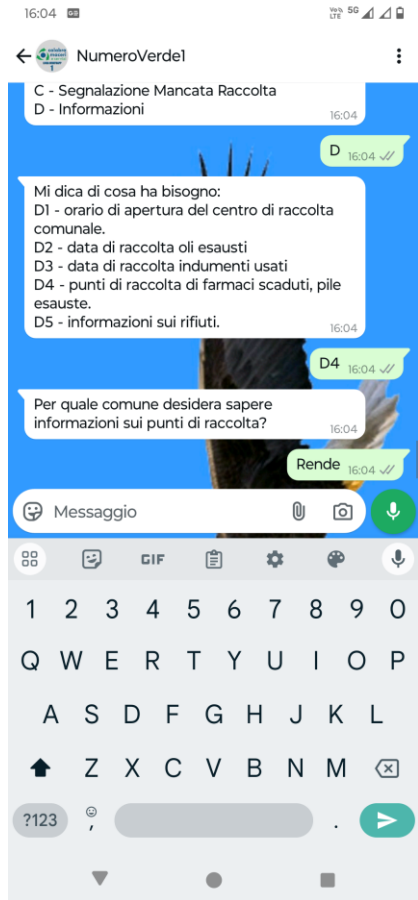 16:04
Vo))
LTE
5G
NumeroVerde1
C - Segnalazione Mancata Raccolta
D - Informazioni
16:04
D 16:04
Mi dica di cosa ha bisogno:
D1 - orario di apertura del centro di raccolta
comunale.
D2 - data di raccolta oli esausti
D3 - data di raccolta indumenti usati
D4 - punti di raccolta di farmaci scaduti, pile
esauste.
D5 - informazioni sui rifiuti.
16:04
D4 16:04
Per quale comune desidera sapere
informazioni sui punti di raccolta?
16:04
Rende 16:04
Messaggio
GIF
1 2 3 4 5 6 7 8 9 0
Q W E R T Y U I O P
A S D F G H J K L
Z X C V B N M
?123 , .